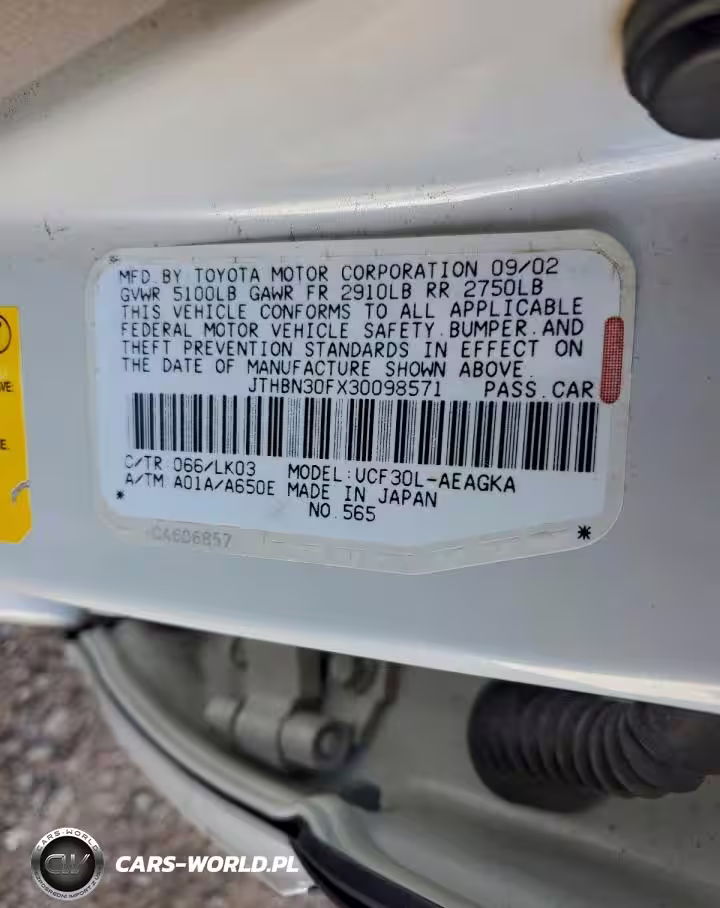 MFD.BY TOYOTA MOTOR CORPORATION 09/02
GVWR 5100LB GAWR FR 2910LB RR 2750LB
THIS VEHICLE CONFORMS TO ALL APPLICABLE
FEDERAL MOTOR VEHICLE SAFETY.BUMPER.AND
THEFT PREVENTION STANDARDS IN EFFECT ON
THE DATE OF MANUFACTURE SHOWN ABOVE.
JTHBN30FX30098571 PASS.CAR
C/TR:066/LK03 MODEL:UCF30L-AEAGKA
A/TM A01A/A650E MADE IN JAPAN
* NO.565 *
C46D6857
CARS-WORLD
CARS-WORLD.PL